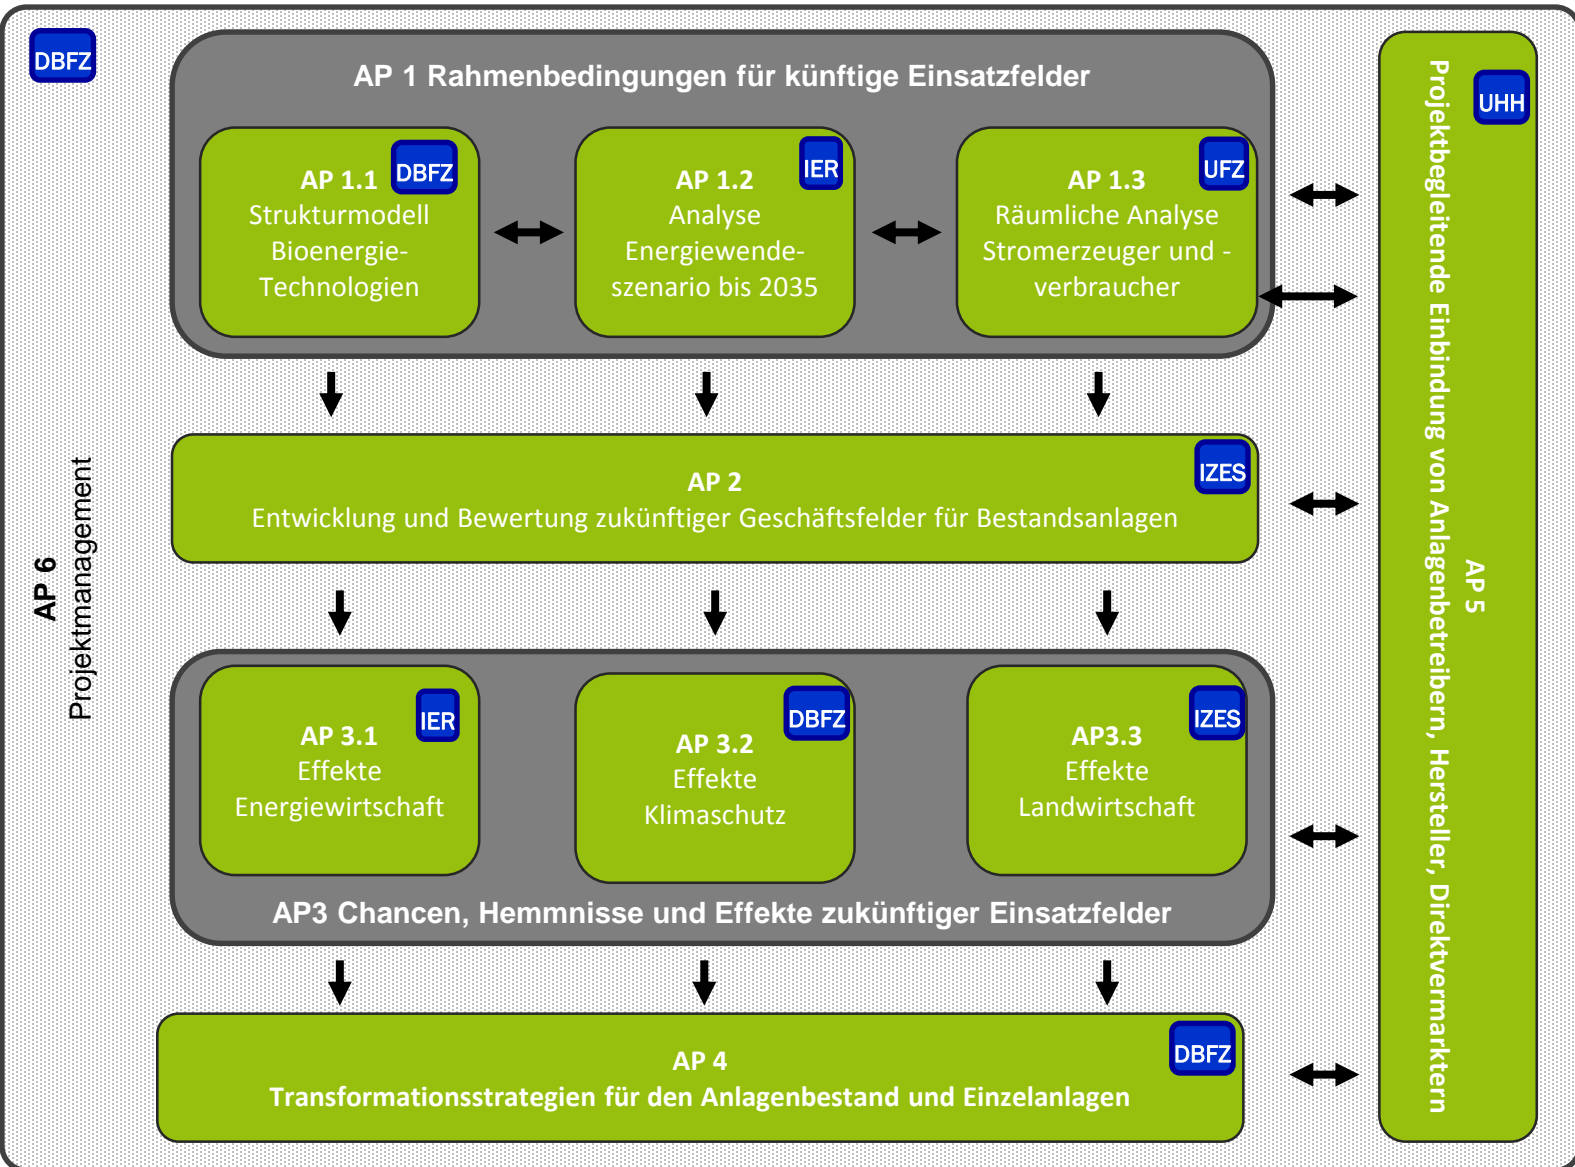 DBFZ
AP 6
Projektmanagement
AP 1 Rahmenbedingungen für künftige Einsatzfelder
AP 1.1
DBFZ
Strukturmodell
Bioenergie-
Technologien
AP 1.2
IER
Analyse
Energiewende-
szenario bis 2035
AP 1.3
UFZ
Räumliche Analyse
Stromerzeuger und -
verbraucher
AP 2
IZES
Entwicklung und Bewertung zukünftiger Geschäftsfelder für Bestandsanlagen
AP 3.1
IER
Effekte
Energiewirtschaft
AP 3.2
DBFZ
Effekte
Klimaschutz
AP3.3
IZES
Effekte
Landwirtschaft
AP3 Chancen, Hemmnisse und Effekte zukünftiger Einsatzfelder
AP 4
DBFZ
Transformationsstrategien für den Anlagenbestand und Einzelanlagen
UHH
AP 5
Projektbegleitende Einbindung von Anlagenbetreibern, Hersteller, Direktvermarktern